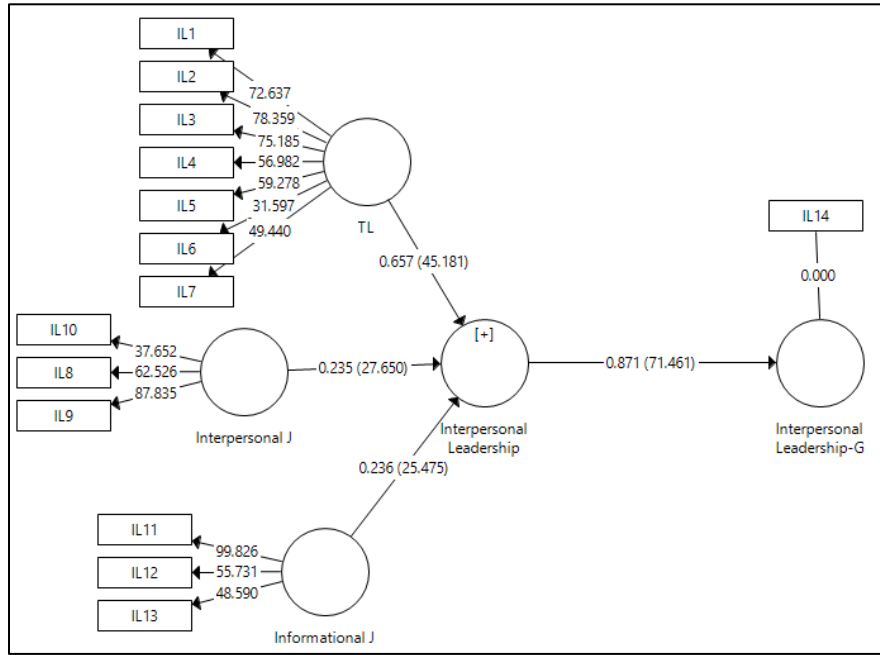 IL1
IL2
IL3
IL4
IL5
IL6
IL7
72.637
78.359
75.185
56.982
59.278
31.597
49.440
TL
0.657 (45.181)
IL10
IL8
IL9
37.652
62.526
87.835
Interpersonal J
0.235 (27.650)
[+]
Interpersonal
Leadership
0.871 (71.461)
IL14
0.000
Interpersonal
Leadership-G
0.236 (25.475)
IL11
IL12
IL13
99.826
55.731
48.590
Informational J